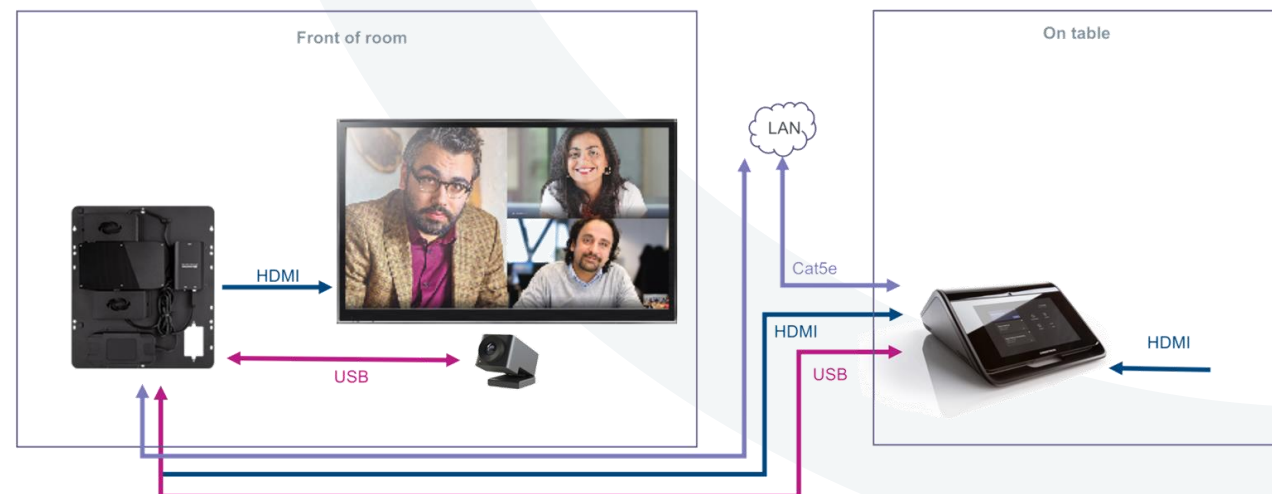 Front of room
On table
LAN
HDMI
Cat5e
HDMI
HDMI
USB
USB